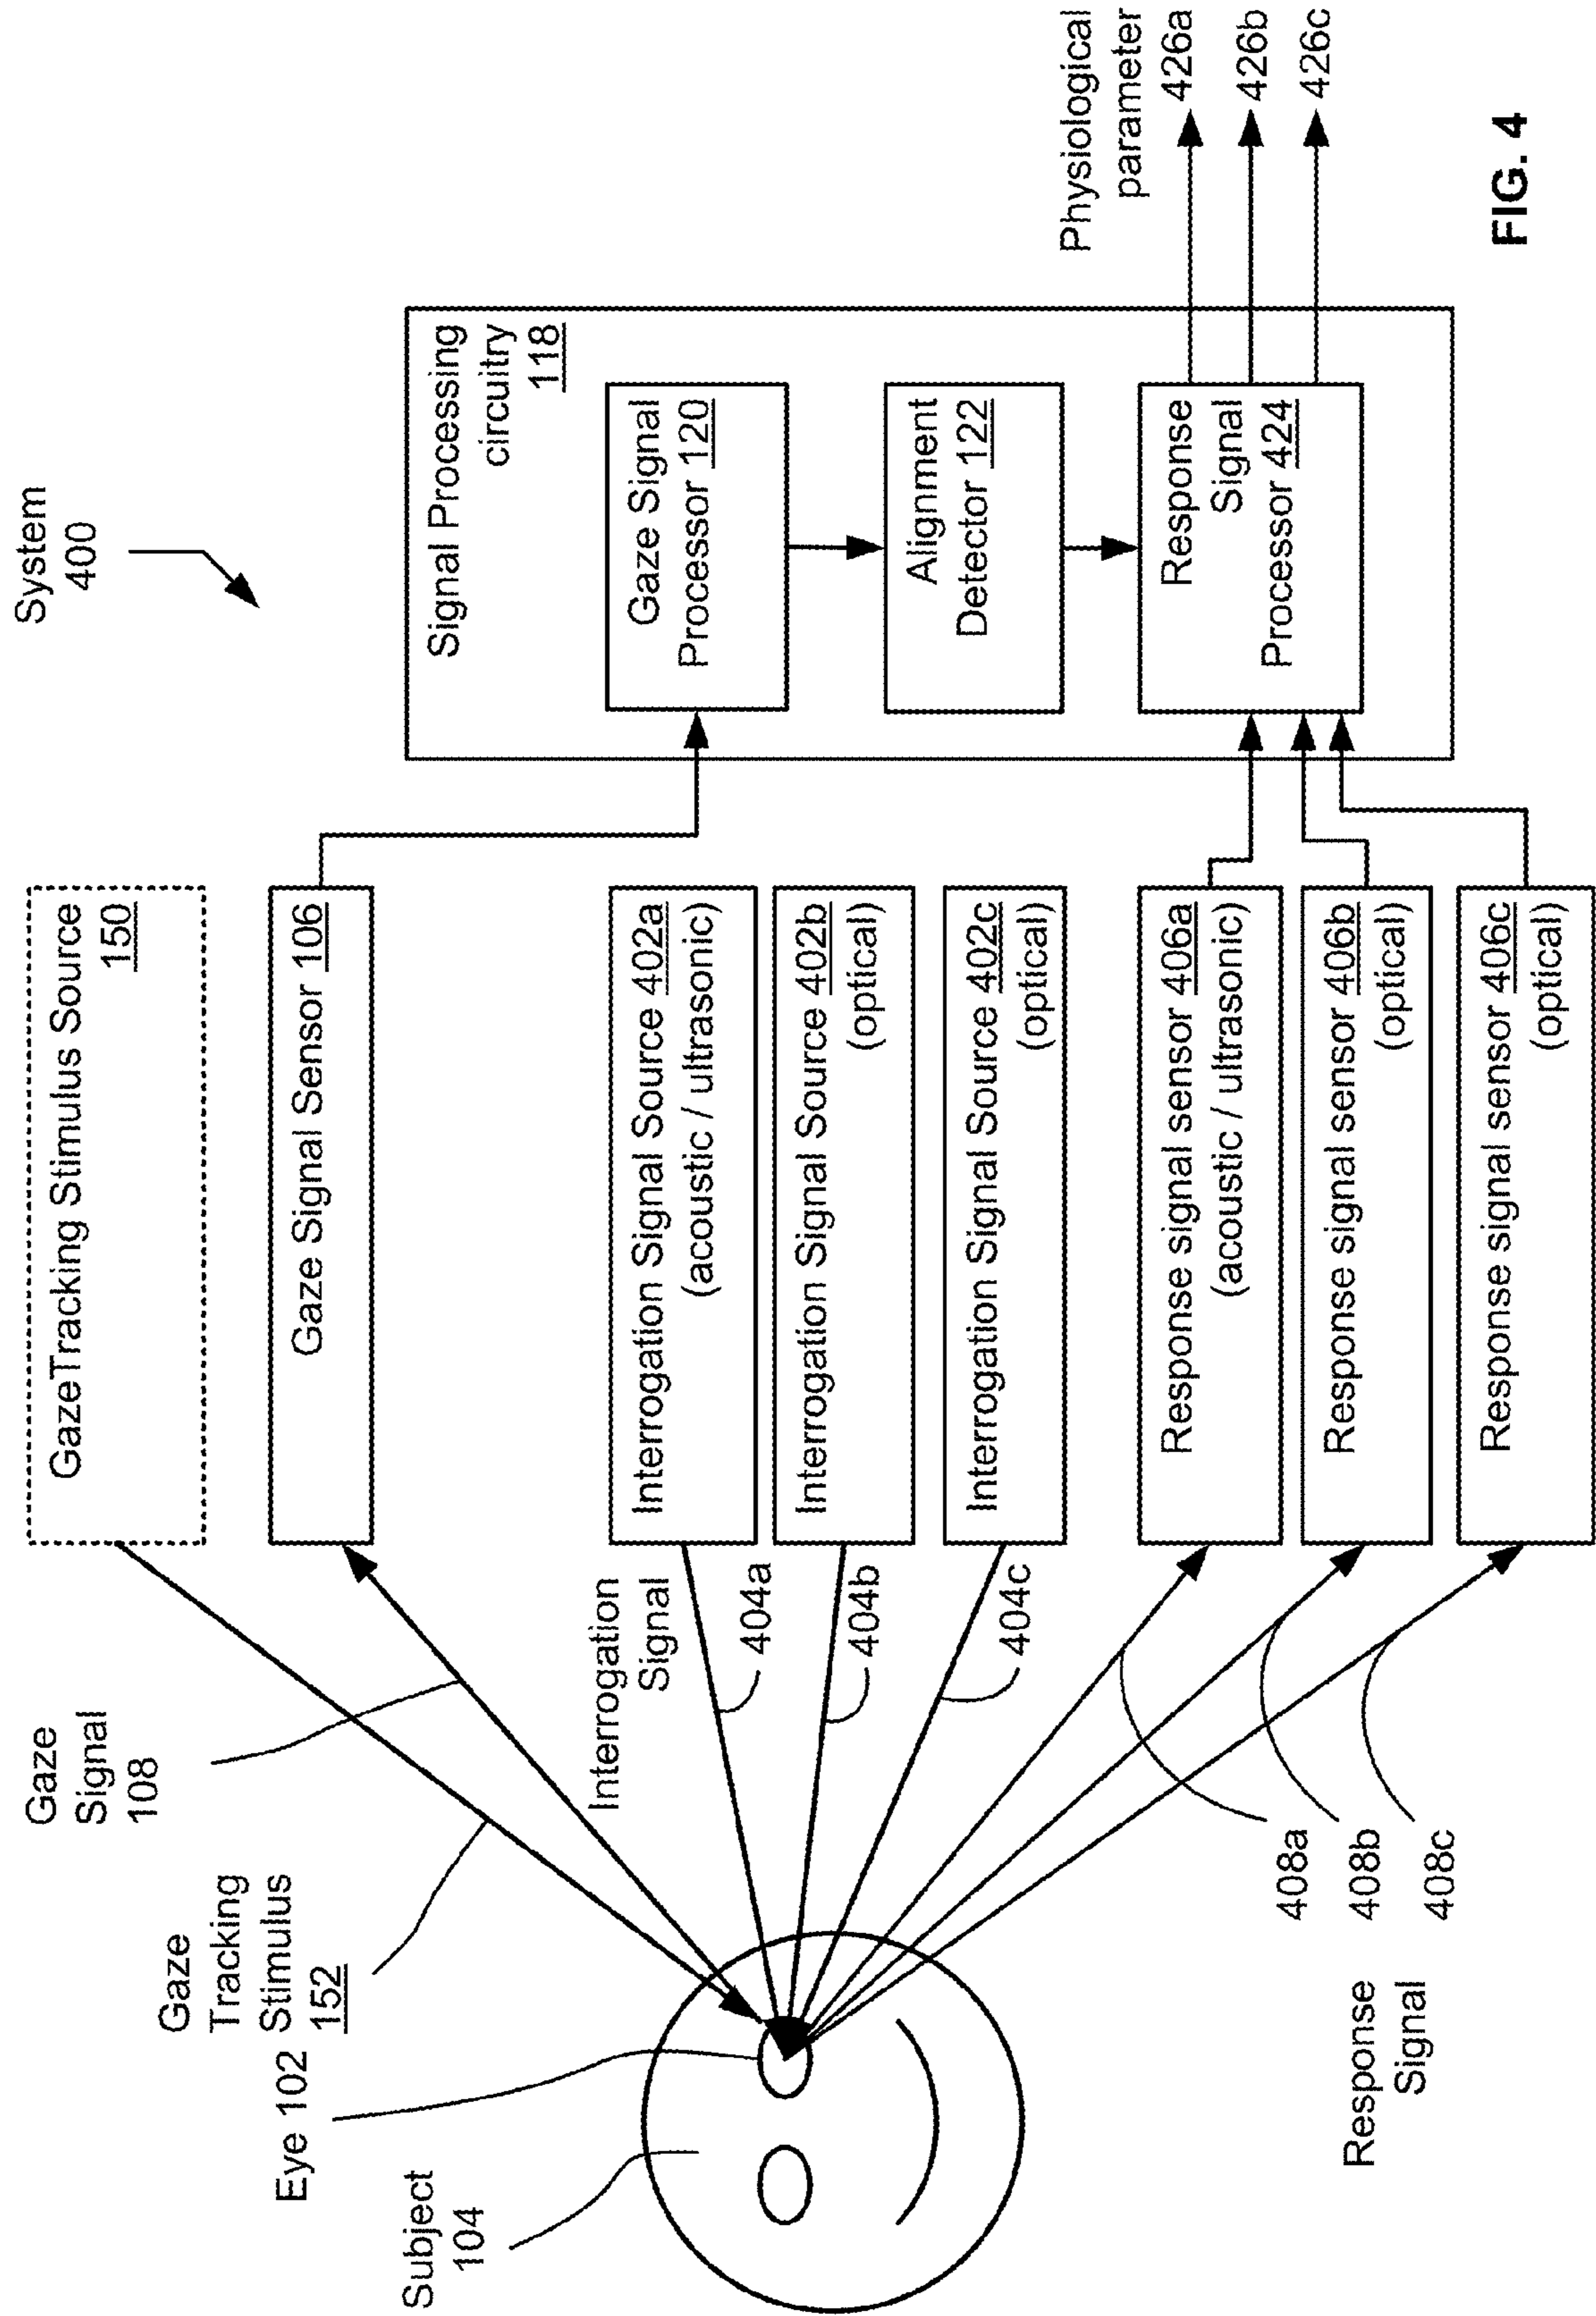 System
400
GazeTracking Stimulus Source
150
Gaze
Signal
108
Gaze Signal Sensor 106
Gaze
Tracking
Stimulus
152
Eye 102
Subject
104
Signal Processing
circuitry
118
Gaze Signal
Processor 120
Alignment
Detector 122
Response
Signal
Processor 424
Interrogation
Signal
Interrogation Signal Source 402a
(acoustic / ultrasonic)
404a
Interrogation Signal Source 402b
(optical)
404b
Interrogation Signal Source 402c
(optical)
404c
Response signal sensor 406a
(acoustic / ultrasonic)
Response signal sensor 406b
(optical)
Response signal sensor 406c
(optical)
408a
408b
408c
Response
Signal
Physiological
parameter
426a
426b
426c
FIG. 4